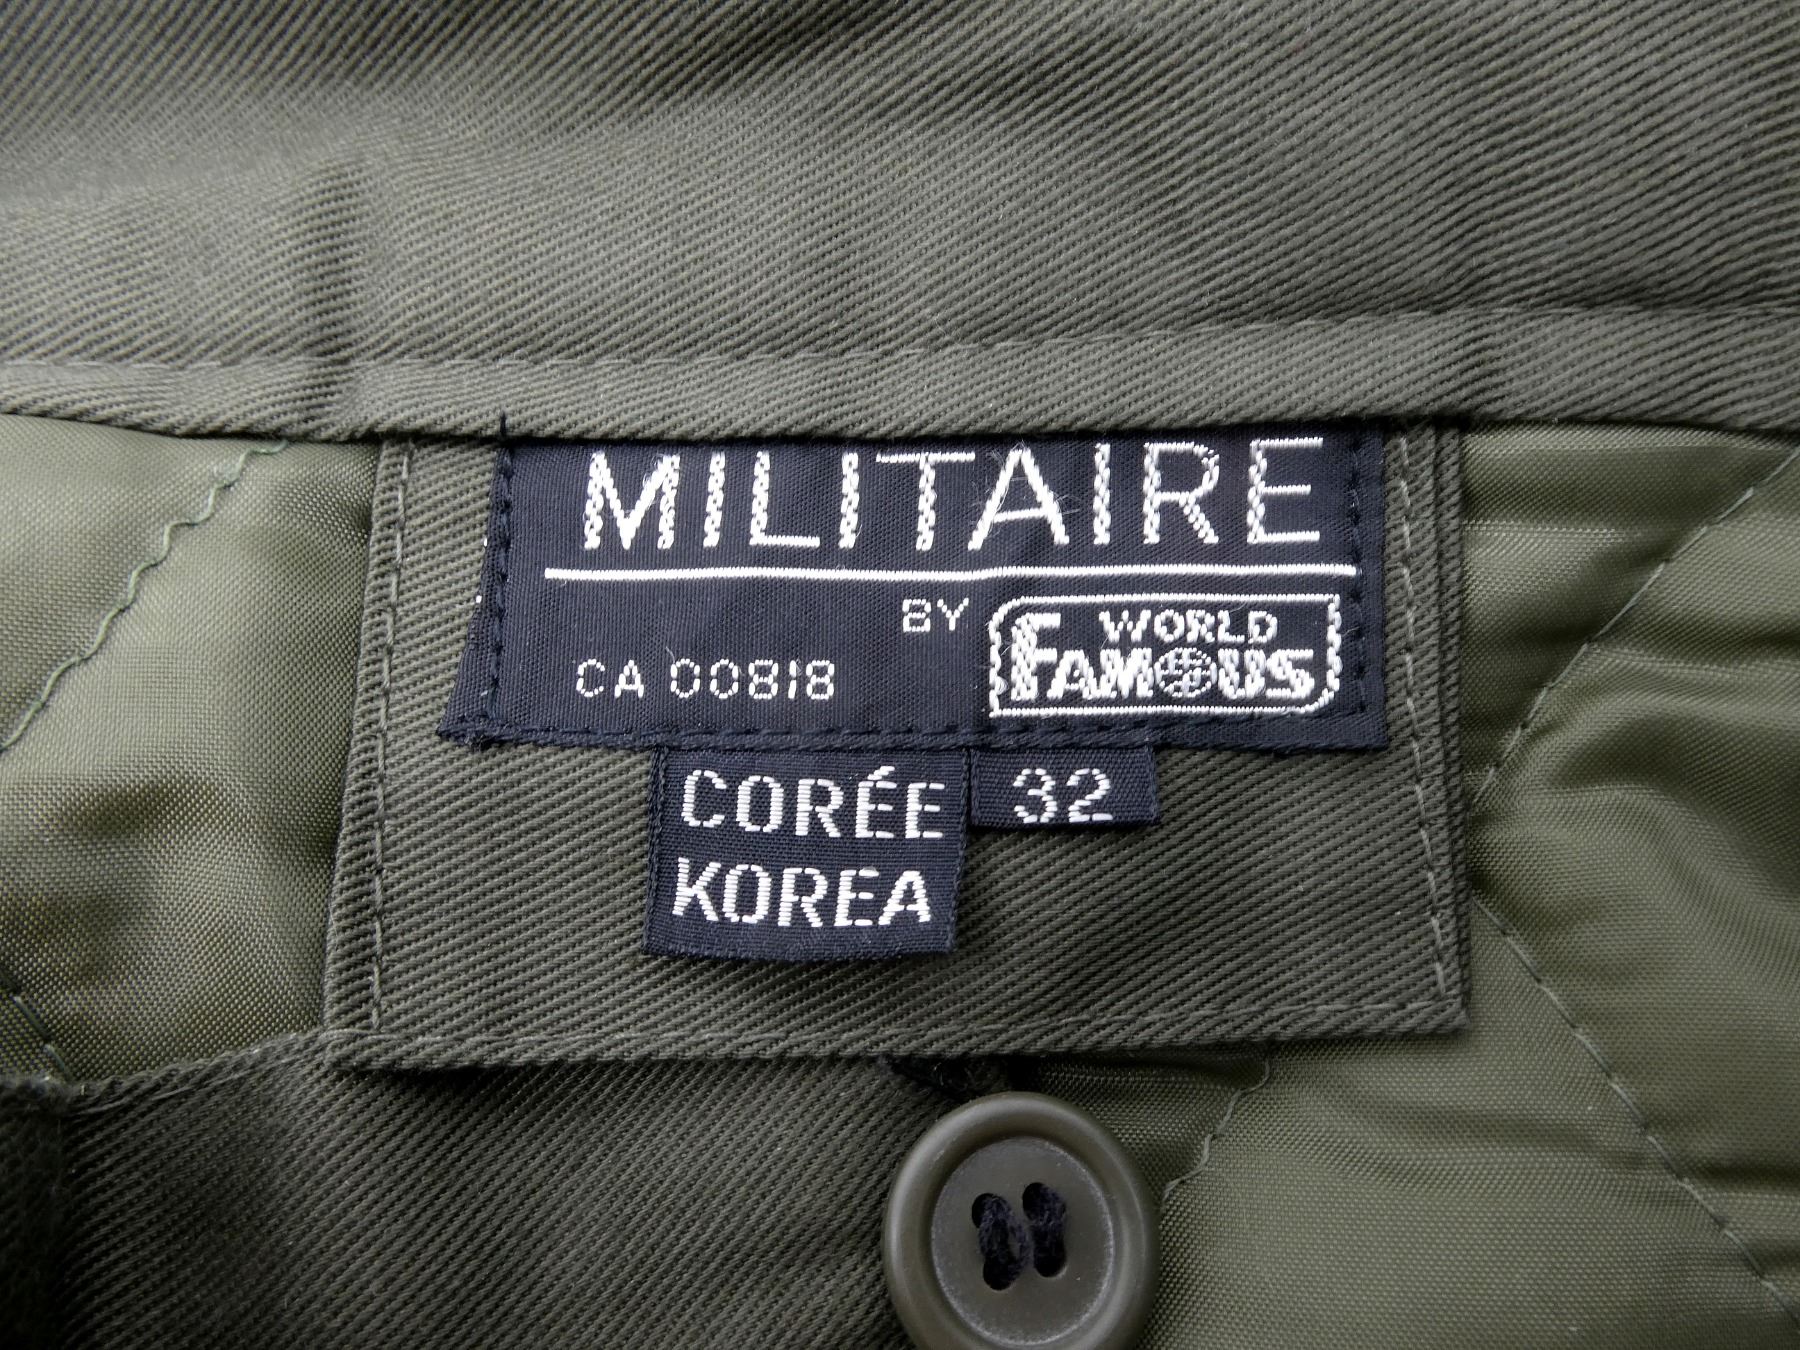 MILITAIRE
BY WORLD FAMOUS
CA 00818
CORÉE 32
KOREA